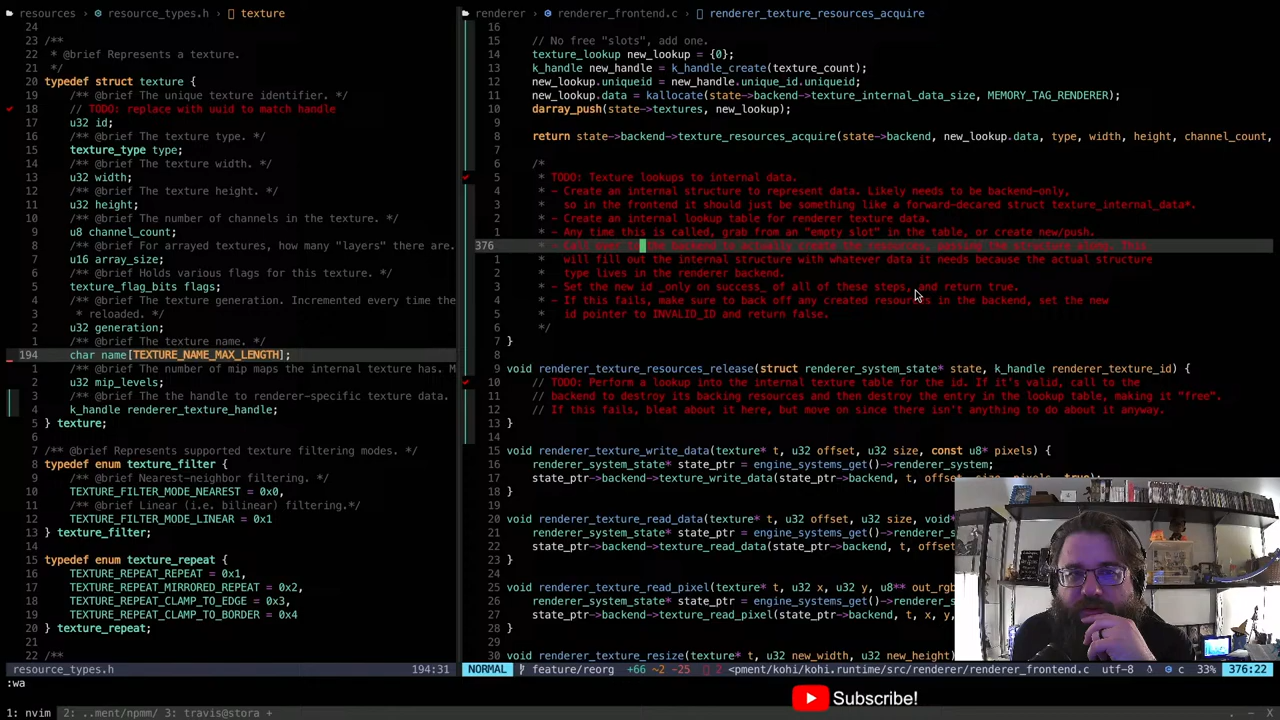 resources > resource_types.h > texture
24
23 /**
22  * @brief Represents a texture.
21  */
20 typedef struct texture {
19     /** @brief The unique texture identifier. */
18     // TODO: replace with uuid to match handle
17     u32 id;
16     /** @brief The texture type. */
15     texture_type type;
14     /** @brief The texture width. */
13     u32 width;
12     /** @brief The texture height. */
11     u32 height;
10     /** @brief The number of channels in the texture. */
9     u8 channel_count;
8     /** @brief For arrayed textures, how many "layers" there are.
7     u16 array_size;
6     /** @brief Holds various flags for this texture. */
5     texture_flag_bits flags;
4     /** @brief The texture generation. Incremented every time the
3      * reloaded. */
2     u32 generation;
1     /** @brief The texture name. */
194     char name[TEXTURE_NAME_MAX_LENGTH];
1     /** @brief The number of mip maps the internal texture has. M
2     u32 mip_levels;
3     /** @brief The the handle to renderer-specific texture data.
4     k_handle renderer_texture_handle;
5 } texture;
6
7 /** @brief Represents supported texture filtering modes. */
8 typedef enum texture_filter {
9     /** @brief Nearest-neighbor filtering. */
10     TEXTURE_FILTER_MODE_NEAREST = 0x0,
11     /** @brief Linear (i.e. bilinear) filtering.*/
12     TEXTURE_FILTER_MODE_LINEAR = 0x1
13 } texture_filter;
14
15 typedef enum texture_repeat {
16     TEXTURE_REPEAT_REPEAT = 0x1,
17     TEXTURE_REPEAT_MIRRORED_REPEAT = 0x2,
18     TEXTURE_REPEAT_CLAMP_TO_EDGE = 0x3,
19     TEXTURE_REPEAT_CLAMP_TO_BORDER = 0x4
20 } texture_repeat;
21
22 /**
resource_types.h 194:31
renderer > renderer_frontend.c > renderer_texture_resources_acquire
16
15     // No free "slots", add one.
14     texture_lookup new_lookup = {0};
13     k_handle new_handle = k_handle_create(texture_count);
12     new_lookup.uniqueid = new_handle.unique_id.uniqueid;
11     new_lookup.data = kallocate(state->backend->texture_internal_data_size, MEMORY_TAG_RENDERER);
10     darray_push(state->textures, new_lookup);
9
8     return state->backend->texture_resources_acquire(state->backend, new_lookup.data, type, width, height, channel_count,
7
6     /*
5      * TODO: Texture lookups to internal data.
4      * - Create an internal structure to represent data. Likely needs to be backend-only,
3      *   so in the frontend it should just be something like a forward-decared struct texture_internal_data*.
2      * - Create an internal lookup table for renderer texture data.
1      * - Any time this is called, grab from an "empty slot" in the table, or create new/push.
376      * - Call over to the backend to actually create the resources, passing the structure along. This
1      *   will fill out the internal structure with whatever data it needs because the actual structure
2      *   type lives in the renderer backend.
3      * - Set the new id _only on success_ of all of these steps, and return true.
4      * - If this fails, make sure to back off any created resources in the backend, set the new
5      *   id pointer to INVALID_ID and return false.
6      */
7 }
8
9 void renderer_texture_resources_release(struct renderer_system_state* state, k_handle renderer_texture_id) {
10     // TODO: Perform a lookup into the internal texture table for the id. If it's valid, call to the
11     // backend to destroy its backing resources and then destroy the entry in the lookup table, making it "free".
12     // If this fails, bleat about it here, but move on since there isn't anything to do about it anyway.
13 }
14
15 void renderer_texture_write_data(texture* t, u32 offset, u32 size, const u8* pixels) {
16     renderer_system_state* state_ptr = engine_systems_get()->renderer_system;
17     state_ptr->backend->texture_write_data(state_ptr->backend, t, offset, size, pixels, true);
18 }
19
20 void renderer_texture_read_data(texture* t, u32 offset, u32 size, void*
21     renderer_system_state* state_ptr = engine_systems_get()->renderer_
22     state_ptr->backend->texture_read_data(state_ptr->backend, t, offset
23 }
24
25 void renderer_texture_read_pixel(texture* t, u32 x, u32 y, u8** out_rg
26     renderer_system_state* state_ptr = engine_systems_get()->renderer_
27     state_ptr->backend->texture_read_pixel(state_ptr->backend, t, x, y,
28 }
29
30 void renderer_texture_resize(texture* t, u32 new_width, u32 new_height)
NORMAL feature/reorg +66 ~2 -25 2 <pment/kohi/kohi.runtime/src/renderer/renderer_frontend.c utf-8 c 33% 376:22
:wa
Subscribe!
1: nvim 2: ..ment/npmm/ 3: travis@stora + - X